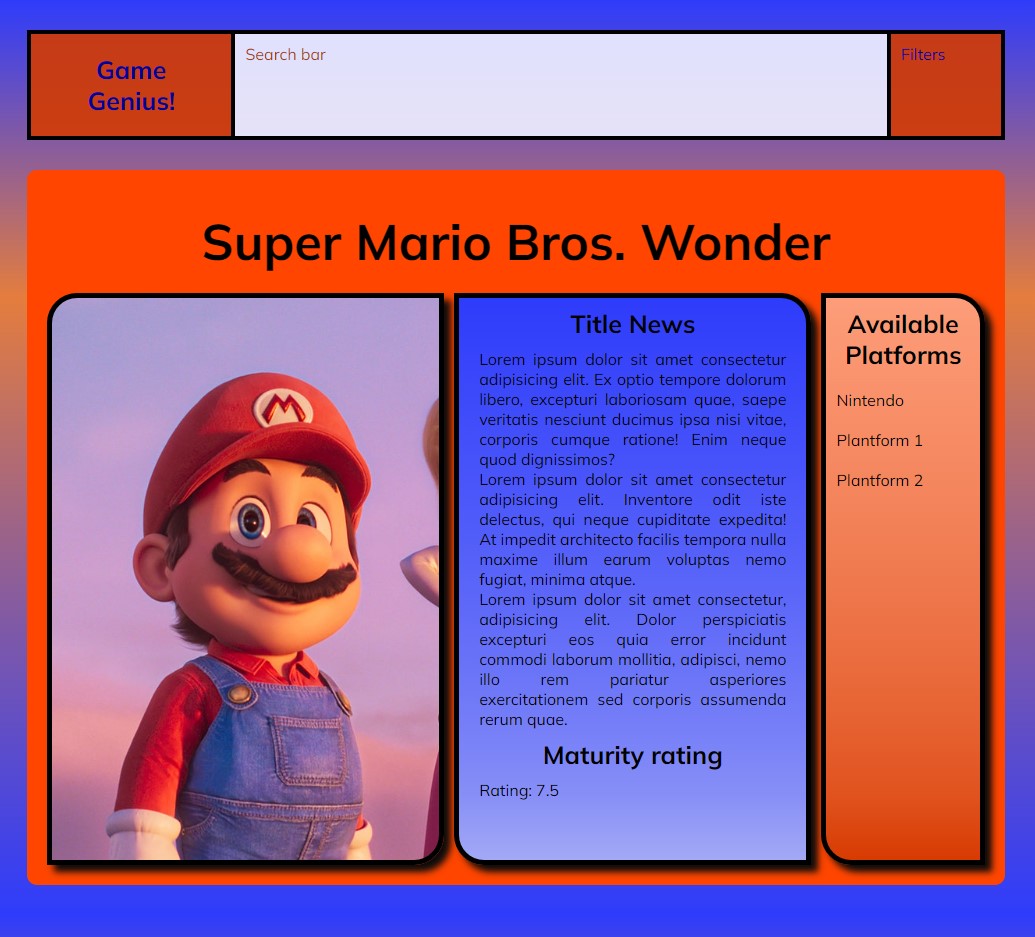 Game
Genius!
Search bar
Filters
Super Mario Bros. Wonder
Title News
Lorem ipsum dolor sit amet consectetur
adipisicing elit. Ex optio tempore dolorum
libero, excepturi laboriosam quae, saepe
veritatis nesciunt ducimus ipsa nisi vitae,
corporis cumque ratione! Enim neque
quod dignissimos?
Lorem ipsum dolor sit amet consectetur
adipisicing elit. Inventore odit iste
delectus, qui neque cupiditate expedita!
At impedit architecto facilis tempora nulla
maxime illum earum voluptas nemo
fugiat, minima atque.
Lorem ipsum dolor sit amet consectetur,
adipisicing elit. Dolor perspiciatis
excepturi eos quia error incidunt
commodi laborum mollitia, adipisci, nemo
illo rem pariatur asperiores
exercitationem sed corporis assumenda
rerum quae.
Maturity rating
Rating: 7.5
Available
Platforms
Nintendo
Plantform 1
Plantform 2